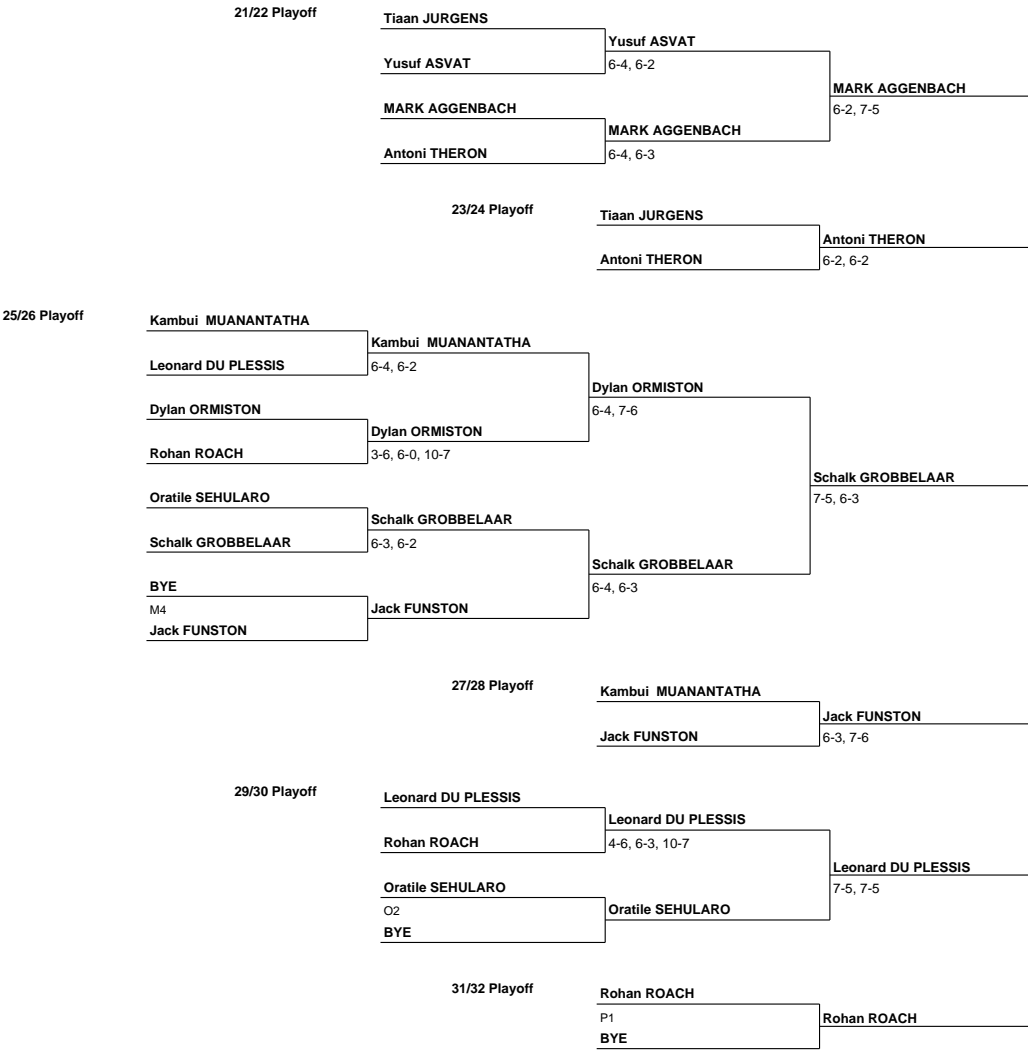 21/22 Playoff
Tiaan JURGENS
Yusuf ASVAT
Yusuf ASVAT
6-4, 6-2
MARK AGGENBACH
6-2, 7-5
MARK AGGENBACH
MARK AGGENBACH
Antoni THERON
6-4, 6-3
23/24 Playoff
Tiaan JURGENS
Antoni THERON
Antoni THERON
6-2, 6-2
25/26 Playoff
Kambui  MUANANTATHA
Kambui  MUANANTATHA
Leonard DU PLESSIS
6-4, 6-2
Dylan ORMISTON
Dylan ORMISTON
6-4, 7-6
Dylan ORMISTON
Rohan ROACH
3-6, 6-0, 10-7
Schalk GROBBELAAR
7-5, 6-3
Oratile SEHULARO
Schalk GROBBELAAR
Schalk GROBBELAAR
6-3, 6-2
Schalk GROBBELAAR
6-4, 6-3
BYE
M4
Jack FUNSTON
Jack FUNSTON
27/28 Playoff
Kambui  MUANANTATHA
Jack FUNSTON
Jack FUNSTON
6-3, 7-6
29/30 Playoff
Leonard DU PLESSIS
Leonard DU PLESSIS
Rohan ROACH
4-6, 6-3, 10-7
Leonard DU PLESSIS
7-5, 7-5
Oratile SEHULARO
O2
Oratile SEHULARO
BYE
31/32 Playoff
Rohan ROACH
P1
Rohan ROACH
BYE